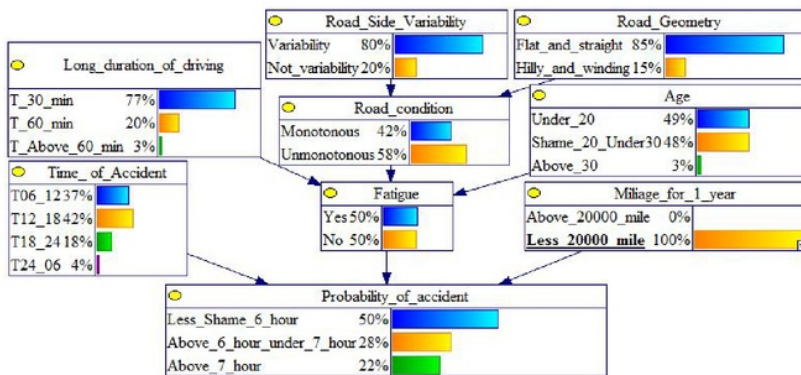 Road_Side_Variability
Variability 80%
Not_variability 20%
Road_Geometry
Flat_and_straight 85%
Hilly_and_winding 15%
Long_duration_of_driving
T_30_min 77%
T_60_min 20%
T_Above_60_min 3%
Road_condition
Monotonous 42%
Unmonotonous 58%
Age
Under_20 49%
Shame_20_Under30 48%
Above_30 3%
Time_of_Accident
T06_12 37%
T12_18 42%
T18_24 18%
T24_06 4%
Fatigue
Yes 50%
No 50%
Miliage_for_1_year
Above_20000_mile 0%
Less_20000_mile 100%
Probability_of_accident
Less_Shame_6_hour 50%
Above_6_hour_under_7_hour 28%
Above_7_hour 22%